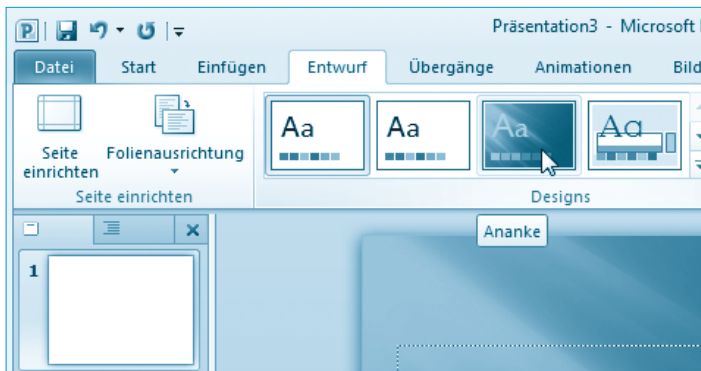 P
Präsentation3 - Microsoft
Datei Start Einfügen Entwurf Übergänge Animationen Bild
Aa Aa Aa Aa
Seite einrichten
Folienausrichtung
Seite einrichten Designs
Ananke
1